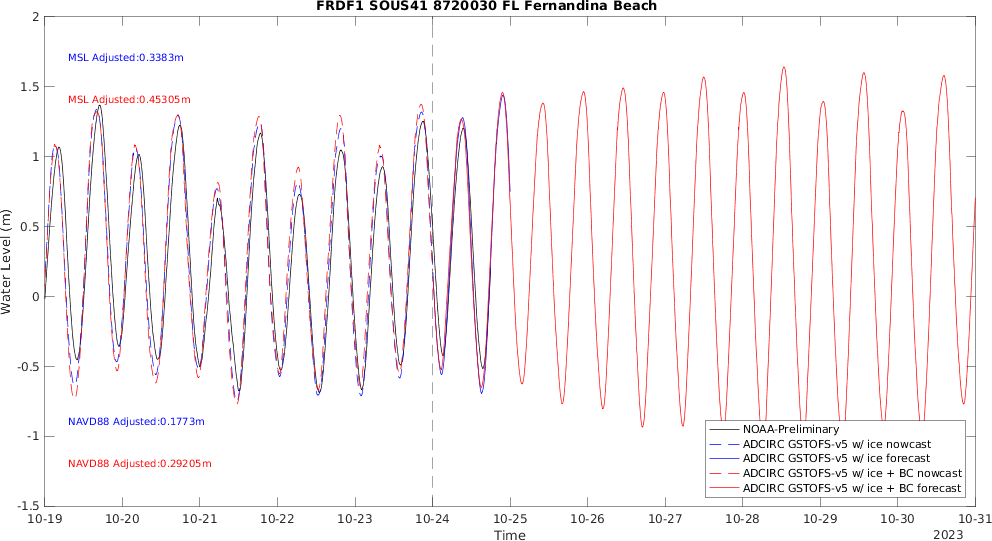 FRDF1 SOUS41 8720030 FL Fernandina Beach
2
1.5
1
0.5
0
-0.5
-1
-1.5
Water Level (m)
MSL Adjusted:0.3383m
MSL Adjusted:0.45305m
NAVD88 Adjusted:0.1773m
NAVD88 Adjusted:0.29205m
NOAA-Preliminary
ADCIRC GSTOFS-v5 w/ ice nowcast
ADCIRC GSTOFS-v5 w/ ice forecast
ADCIRC GSTOFS-v5 w/ ice + BC nowcast
ADCIRC GSTOFS-v5 w/ ice + BC forecast
10-19 10-20 10-21 10-22 10-23 10-24 10-25 10-26 10-27 10-28 10-29 10-30 10-31
Time
2023